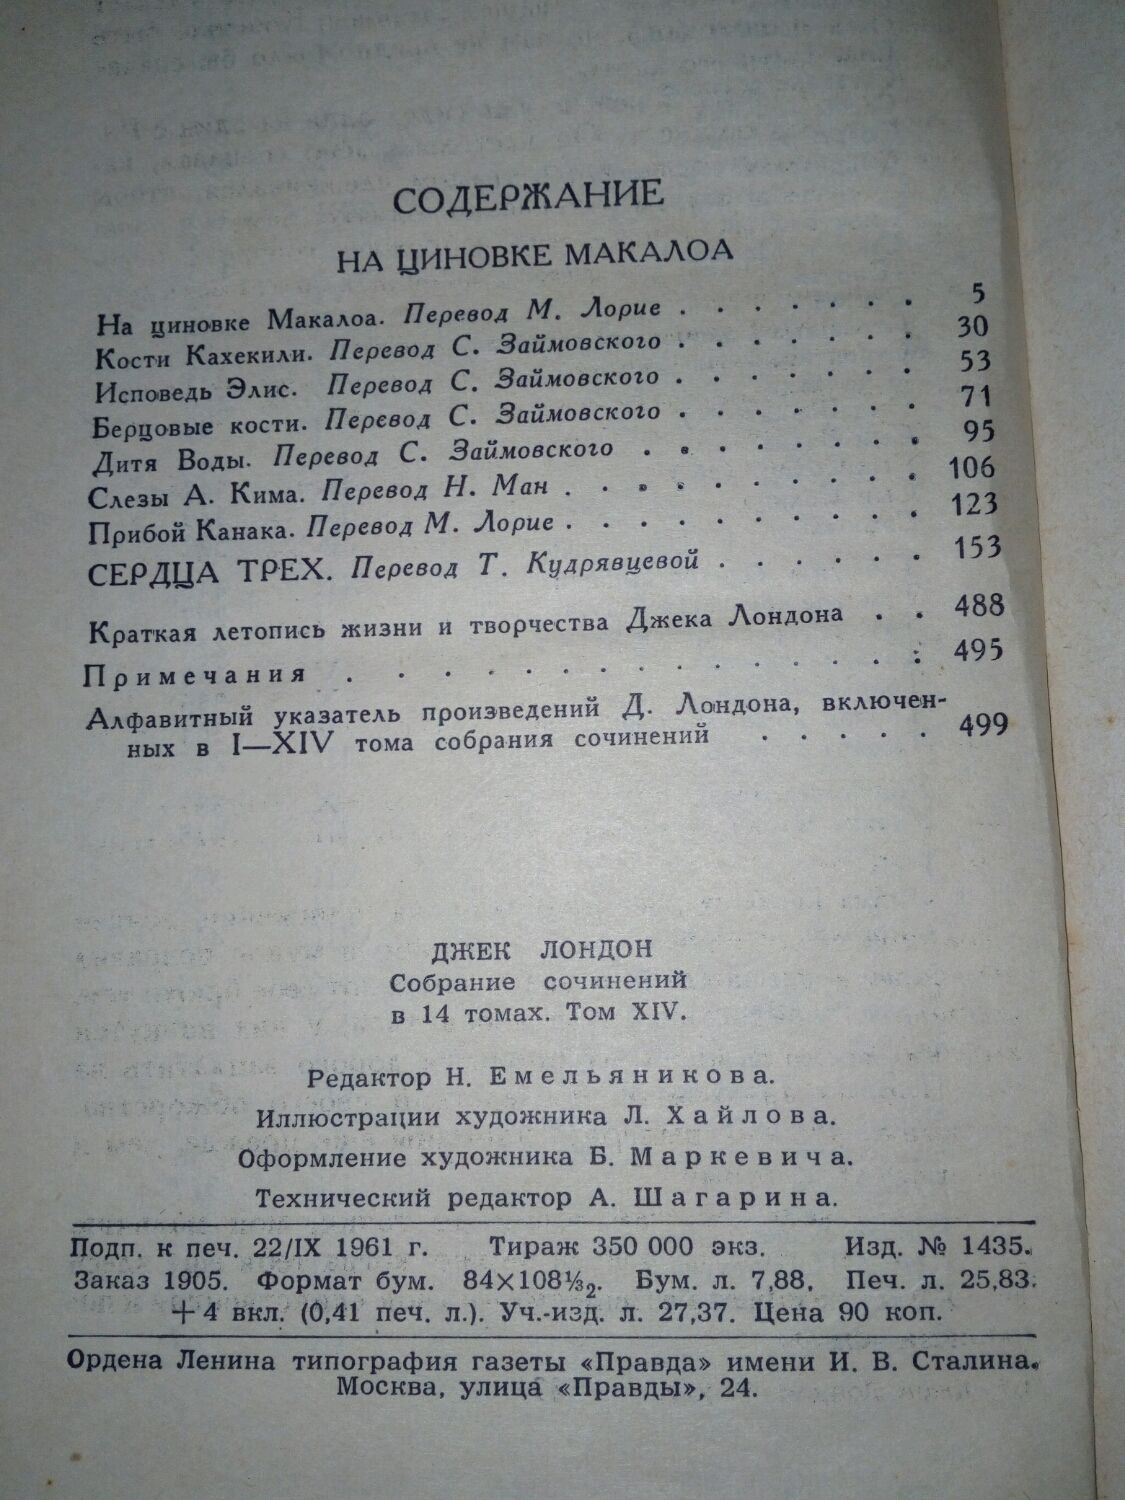 СОДЕРЖАНИЕ
НА ЦИНОВКЕ МАКАЛОА
На циновке Макалоа. Перевод М. Лорие . . . . . . . 5
Кости Кахекили. Перевод С. Займовского . . . . . . . 30
Исповедь Элис. Перевод С. Займовского . . . . . . . 53
Берцовые кости. Перевод С. Займовского . . . . . . . 71
Дитя Воды. Перевод С. Займовского . . . . . . . . 95
Слезы А. Кима. Перевод Н. Ман . . . . . . . . . . 106
Прибой Канака. Перевод М. Лорие . . . . . . . . . . 123
СЕРДЦА ТРЕХ. Перевод Т. Кудрявцевой . . . . . . 153
Краткая летопись жизни и творчества Джека Лондона . . 488
Примечания . . . . . . . . . . . . . . . 495
Алфавитный указатель произведений Д. Лондона, включен-
ных в I—XIV тома собрания сочинений . . . . . 499
ДЖЕК ЛОНДОН
Собрание сочинений
в 14 томах. Том XIV.
Редактор Н. Емельяникова.
Иллюстрации художника Л. Хайлова.
Оформление художника Б. Маркевича.
Технический редактор А. Шагарина.
Подп. к печ. 22/IX 1961 г. Тираж 350 000 экз. Изд. № 1435.
Заказ 1905. Формат бум. 84×108¹/₃₂. Бум. л. 7,88. Печ. л. 25,83.
+ 4 вкл. (0,41 печ. л.). Уч.-изд. л. 27,37. Цена 90 коп.
Ордена Ленина типография газеты «Правда» имени И. В. Сталина.
Москва, улица «Правды», 24.